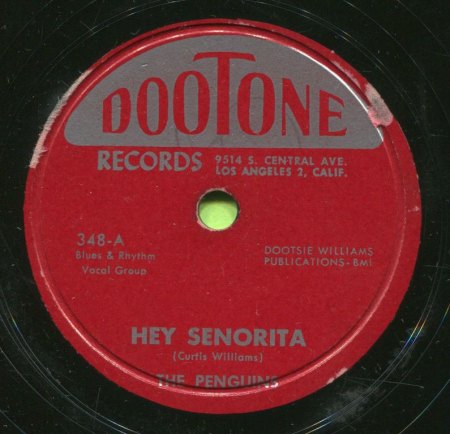 DOOTONE
RECORDS 9514 S. CENTRAL AVE.
LOS ANGELES 2, CALIF.
348-A
Blues & Rhythm
Vocal Group
DOOTSIE WILLIAMS
PUBLICATIONS-BMI
HEY SENORITA
(Curtis Williams)
THE PENGUINS